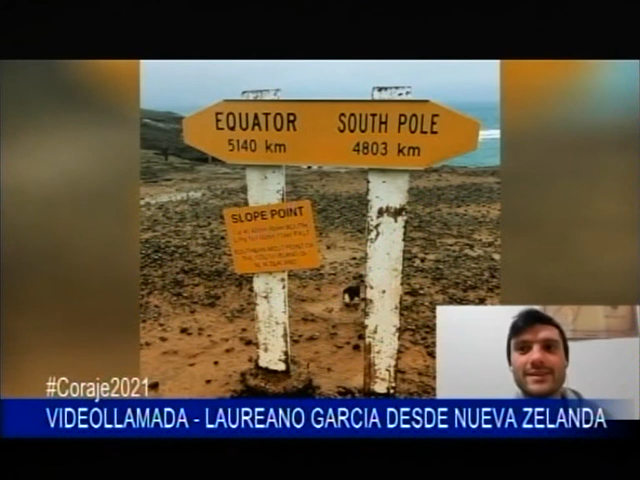 EQUATOR
5140 km
SOUTH POLE
4803 km
SLOPE POINT
#Coraje2021
VIDEOLLAMADA - LAUREANO GARCIA DESDE NUEVA ZELANDA